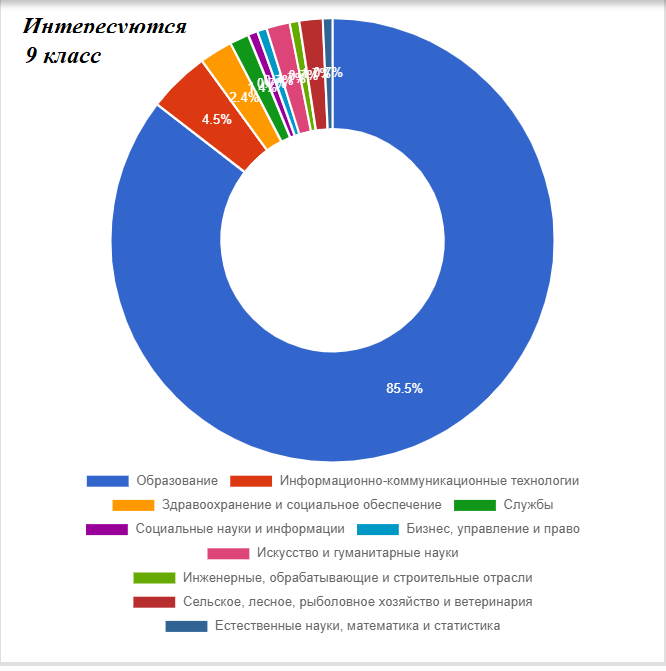 Интересуются
9 класс
4.5%
2.4%
85.5%
Образование Информационно-коммуникационные технологии
Здравоохранение и социальное обеспечение Службы
Социальные науки и информации Бизнес, управление и право
Искусство и гуманитарные науки
Инженерные, обрабатывающие и строительные отрасли
Сельское, лесное, рыболовное хозяйство и ветеринария
Естественные науки, математика и статистика